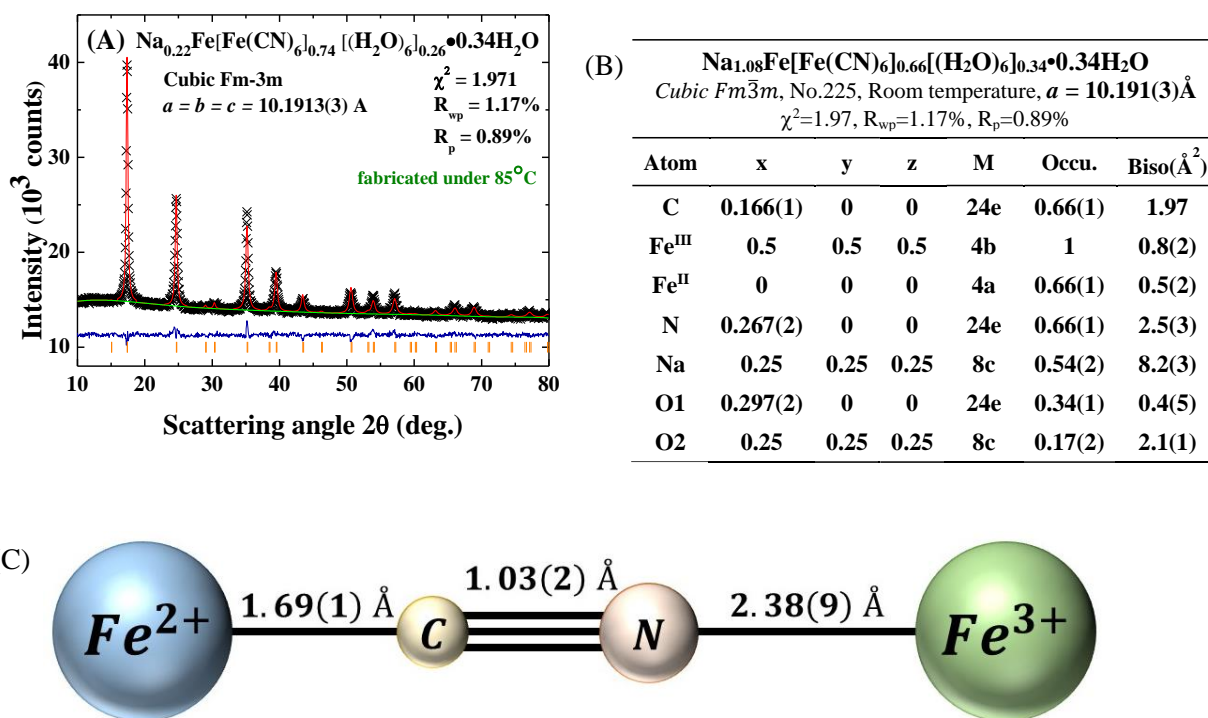 (A) Na0.22Fe[Fe(CN)6]0.74 [(H2O)6]0.26•0.34H2O
Cubic Fm-3m
a = b = c = 10.1913(3) A
χ² = 1.971
Rwp = 1.17%
Rp = 0.89%
fabricated under 85°C
Intensity (10³ counts)
40
30
20
10
10 20 30 40 50 60 70 80
Scattering angle 2θ (deg.)
(B)
Na1.08Fe[Fe(CN)6]0.66[(H2O)6]0.34•0.34H2O
Cubic Fm3̅m, No.225, Room temperature, a = 10.191(3)Å
χ²=1.97, Rwp=1.17%, Rp=0.89%
Atom x y z M Occu. Biso(Å²)
C 0.166(1) 0 0 24e 0.66(1) 1.97
FeIII 0.5 0.5 0.5 4b 1 0.8(2)
FeII 0 0 0 4a 0.66(1) 0.5(2)
N 0.267(2) 0 0 24e 0.66(1) 2.5(3)
Na 0.25 0.25 0.25 8c 0.54(2) 8.2(3)
O1 0.297(2) 0 0 24e 0.34(1) 0.4(5)
O2 0.25 0.25 0.25 8c 0.17(2) 2.1(1)
C)
Fe2+ 1.69(1) Å C 1.03(2) Å N 2.38(9) Å Fe3+